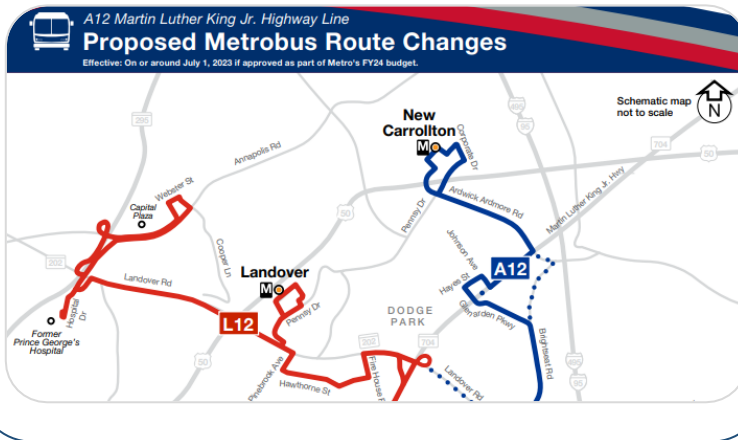 A12 Martin Luther King Jr. Highway Line
Proposed Metrobus Route Changes
Effective: On or around July 1, 2023 if approved as part of Metro's FY24 budget.
Schematic map
not to scale
N
495
95
704
50
New
Carrollton
M
Corporate Dr
295
Annapolis Rd
Webster St
Capital
Plaza
Ardwick Ardmore Rd
Martin Luther King Jr. Hwy
50
Pennsy Dr
Cooper Ln
Johnson Ave
A12
202
Landover Rd
Landover
M
Hayes St
Glenarden Pkwy
Hospital
Dr
Pennsy Dr
DODGE
PARK
L12
Former
Prince George's
Hospital
Brightseat Rd
202
704
50
Pinebrook Ave
Hawthorne St
Fire House R
Landover Rd
495
95